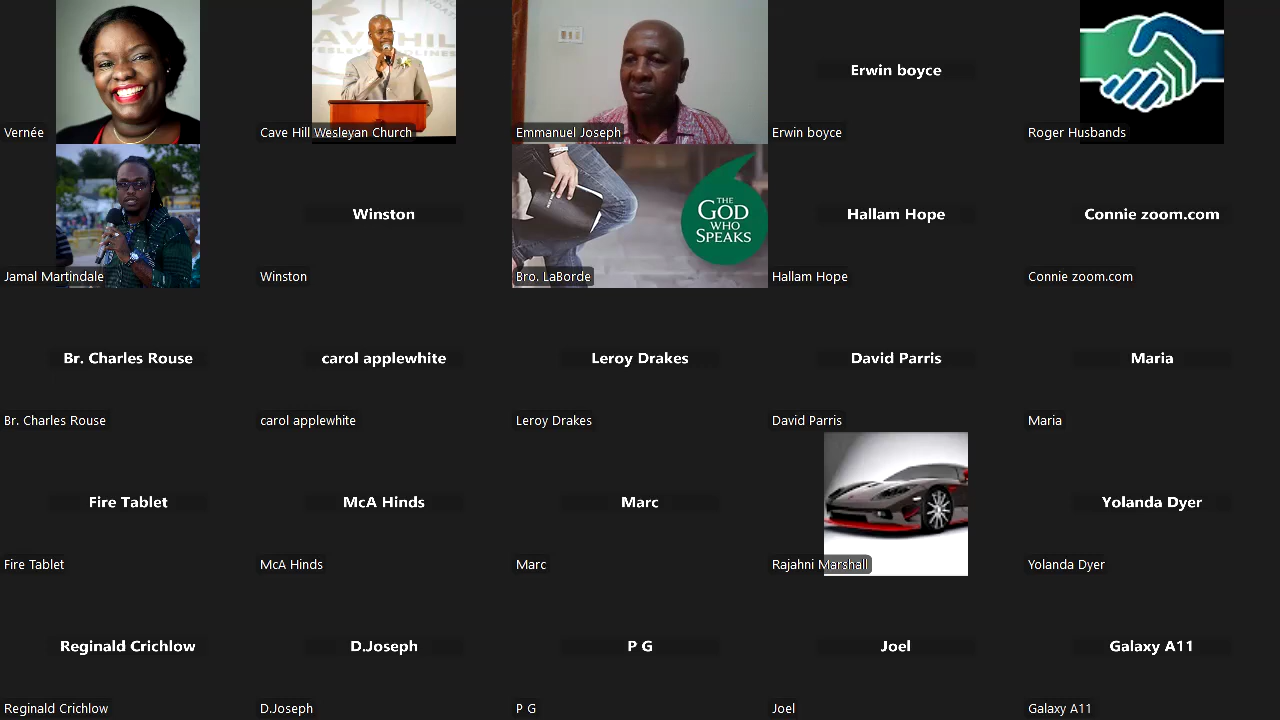 Vernée
AVE HIL
WESLEYAN HOLINES
Cave Hill Wesleyan Church
Emmanuel Joseph
Erwin boyce
Erwin boyce
Roger Husbands
Jamal Martindale
Winston
Winston
THE
GOD
WHO
SPEAKS
Bro. LaBorde
Hallam Hope
Hallam Hope
Connie zoom.com
Connie zoom.com
Br. Charles Rouse
Br. Charles Rouse
carol applewhite
carol applewhite
Leroy Drakes
Leroy Drakes
David Parris
David Parris
Maria
Maria
Fire Tablet
Fire Tablet
McA Hinds
McA Hinds
Marc
Marc
Rajahni Marshall
Yolanda Dyer
Yolanda Dyer
Reginald Crichlow
Reginald Crichlow
D.Joseph
D.Joseph
P G
P G
Joel
Joel
Galaxy A11
Galaxy A11